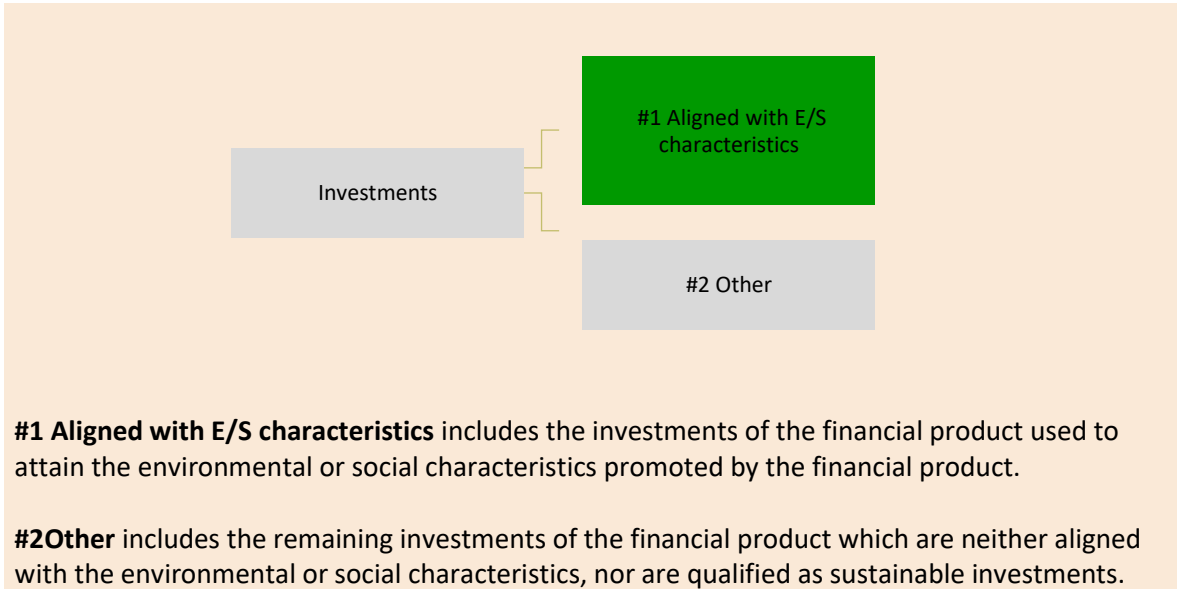 #1 Aligned with E/S
characteristics
Investments
#2 Other
#1 Aligned with E/S characteristics includes the investments of the financial product used to
attain the environmental or social characteristics promoted by the financial product.
#2Other includes the remaining investments of the financial product which are neither aligned
with the environmental or social characteristics, nor are qualified as sustainable investments.